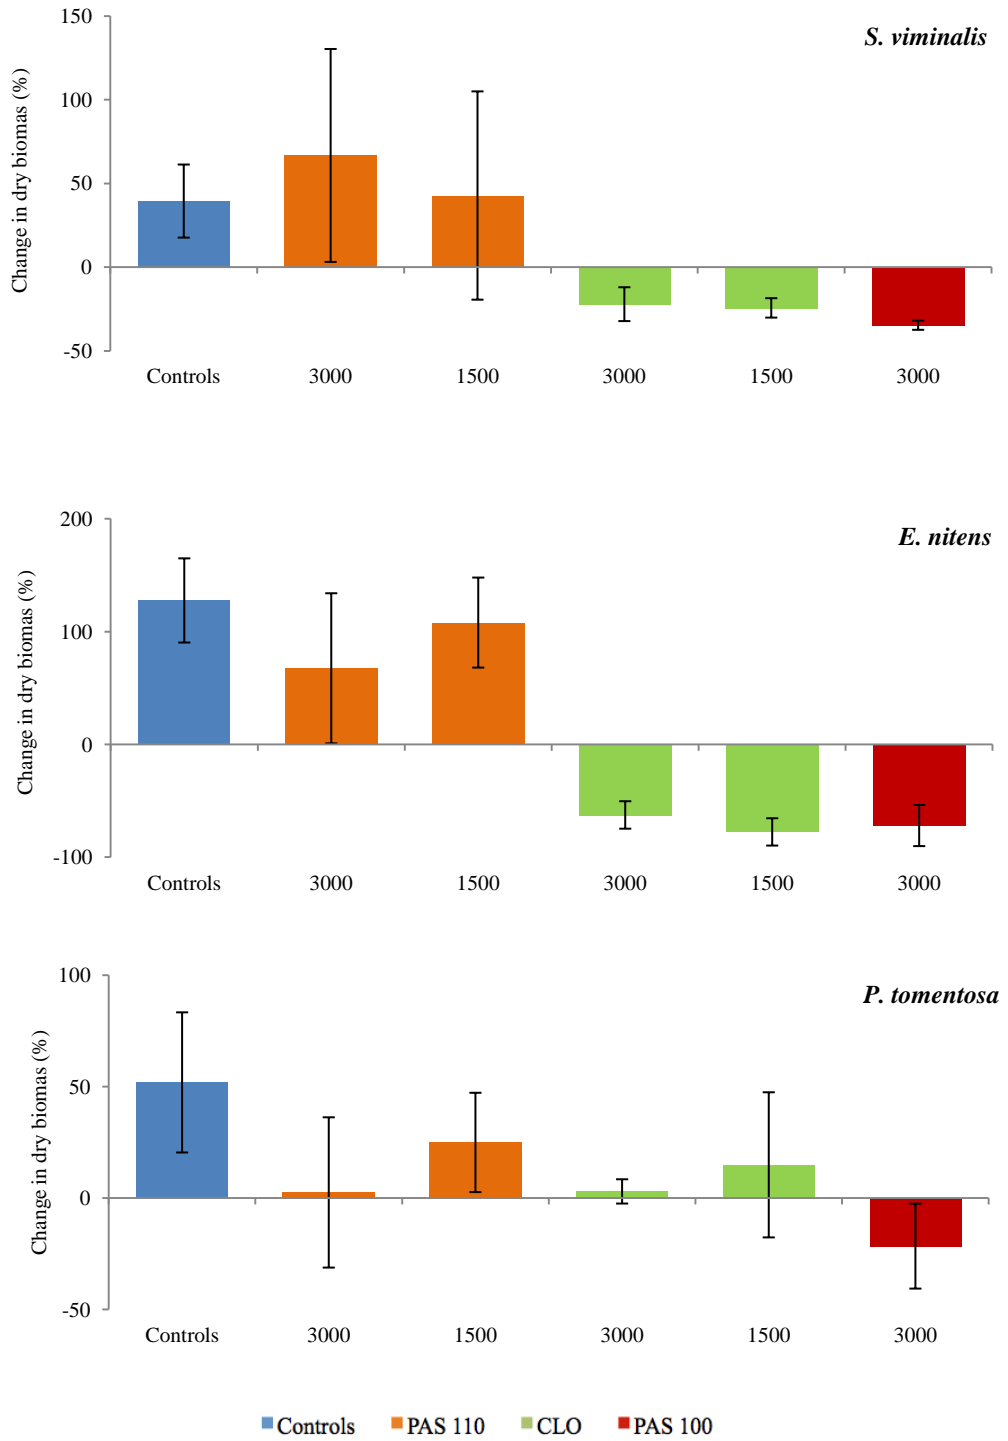 S. viminalis
Change in dry biomas (%)
150
100
50
0
-50
Controls 3000 1500 3000 1500 3000
E. nitens
Change in dry biomas (%)
200
100
0
-100
Controls 3000 1500 3000 1500 3000
P. tomentosa
Change in dry biomas (%)
100
50
0
-50
Controls 3000 1500 3000 1500 3000
Controls PAS 110 CLO PAS 100